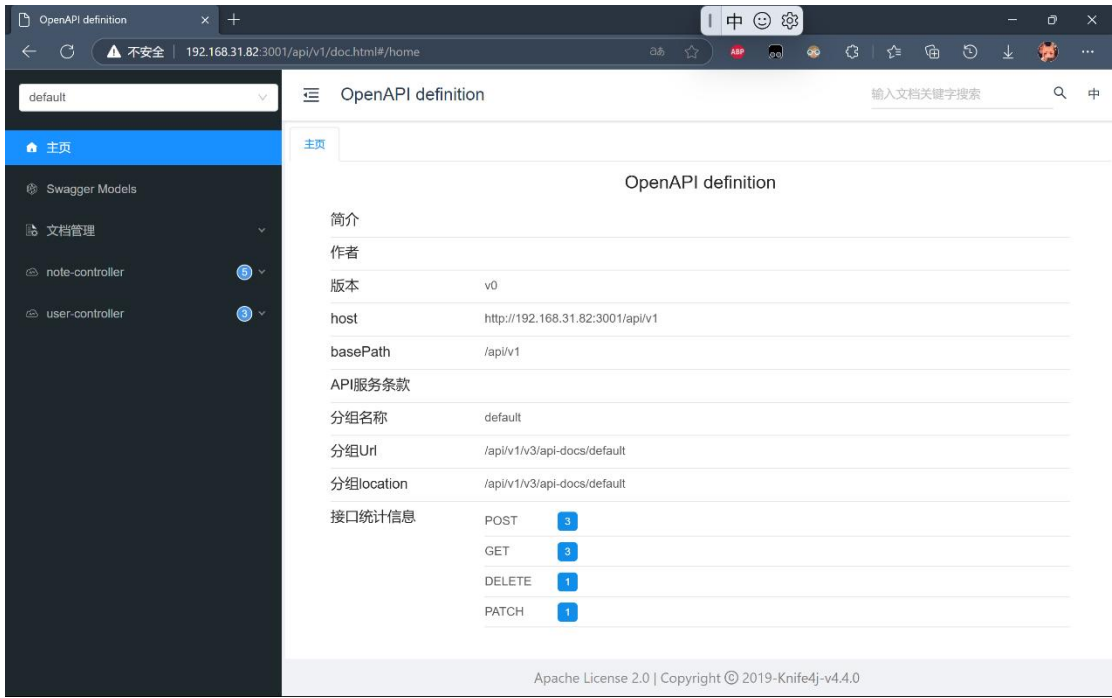 OpenAPI definition
中
不安全 192.168.31.82:3001/api/v1/doc.html#/home
aあ
ABP
default
OpenAPI definition
输入文档关键字搜索
中
主页
主页
Swagger Models
文档管理
note-controller 5
user-controller 3
OpenAPI definition
简介
作者
版本 v0
host http://192.168.31.82:3001/api/v1
basePath /api/v1
API服务条款
分组名称 default
分组Url /api/v1/v3/api-docs/default
分组location /api/v1/v3/api-docs/default
接口统计信息 POST 3
GET 3
DELETE 1
PATCH 1
Apache License 2.0 | Copyright © 2019-Knife4j-v4.4.0